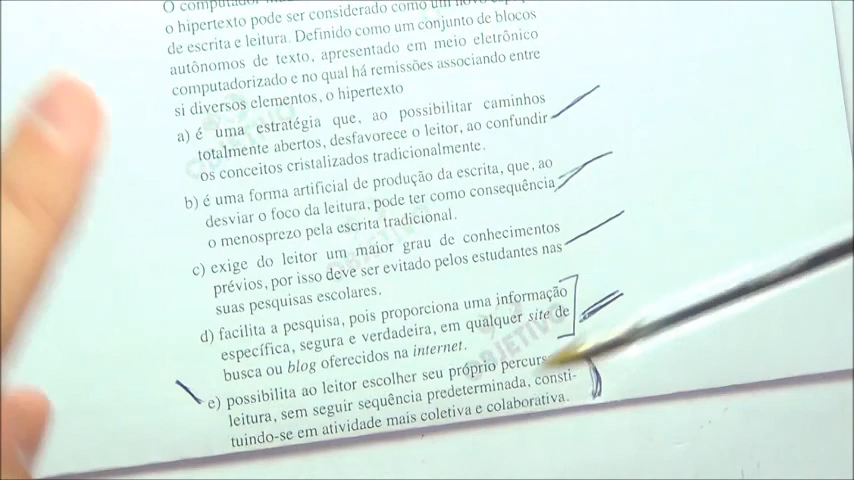 O computador
o hipertexto pode ser considerado como um novo
de escrita e leitura. Definido como um conjunto de blocos
autônomos de texto, apresentado em meio eletrônico
computadorizado e no qual há remissões associando entre
si diversos elementos, o hipertexto
a) é uma estratégia que, ao possibilitar caminhos
totalmente abertos, desfavorece o leitor, ao confundir
os conceitos cristalizados tradicionalmente.
b) é uma forma artificial de produção da escrita, que, ao
desviar o foco da leitura, pode ter como consequência
o menosprezo pela escrita tradicional.
c) exige do leitor um maior grau de conhecimentos
prévios, por isso deve ser evitado pelos estudantes nas
suas pesquisas escolares.
d) facilita a pesquisa, pois proporciona uma informação
específica, segura e verdadeira, em qualquer site de
busca ou blog oferecidos na internet.
e) possibilita ao leitor escolher seu próprio percurs
leitura, sem seguir sequência predeterminada, consti-
tuindo-se em atividade mais coletiva e colaborativa.
OBJETIVO